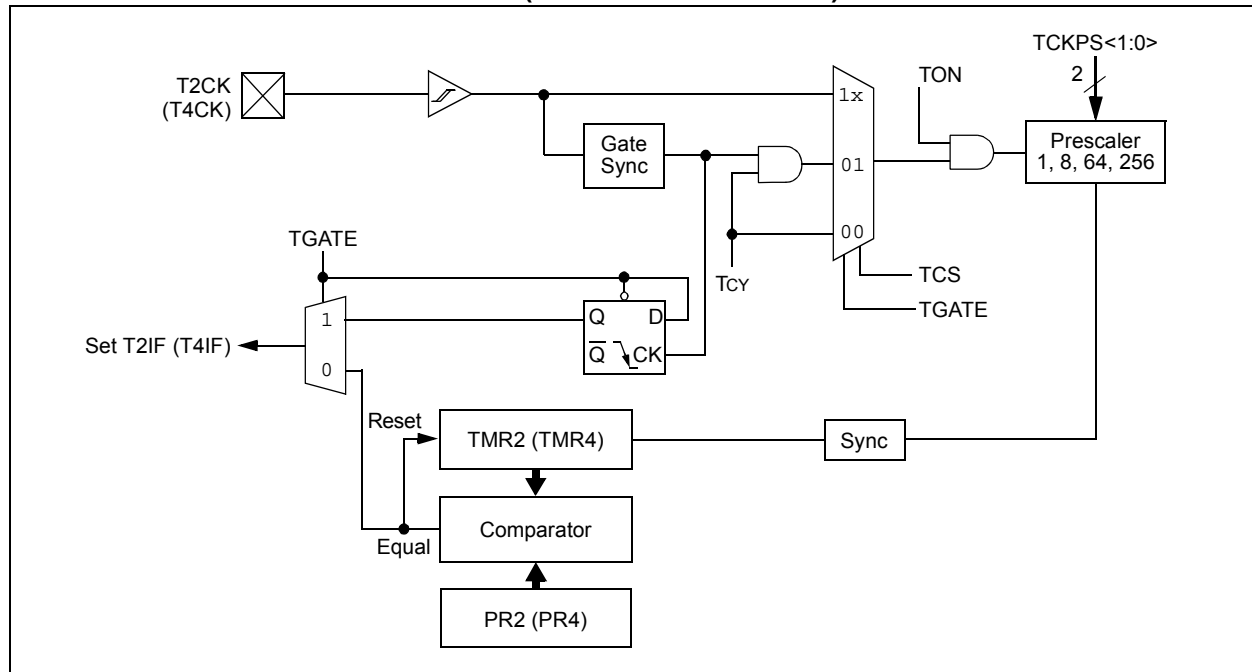 TCKPS<1:0>
2
TON
T2CK
(T4CK)
1x
Gate
Sync
Prescaler
1, 8, 64, 256
01
00
TGATE
TCY
TCS
TGATE
1
Q
D
Set T2IF (T4IF)
Q
CK
0
Reset
TMR2 (TMR4)
Sync
Comparator
Equal
PR2 (PR4)